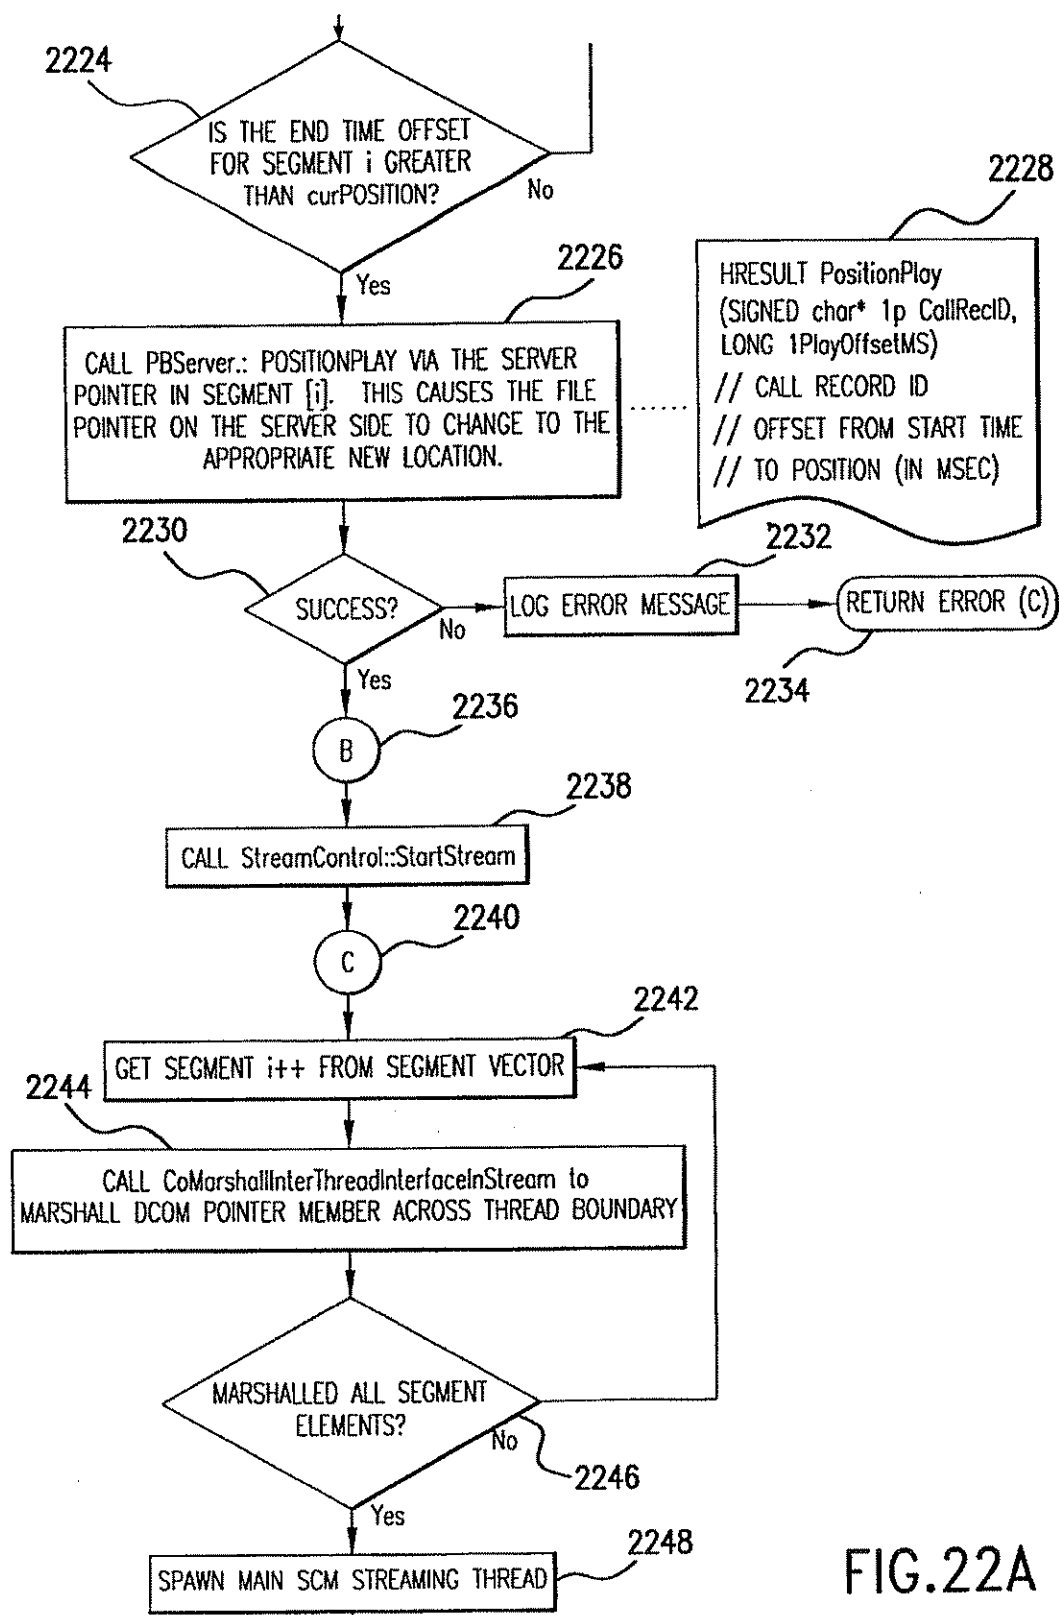 2224
IS THE END TIME OFFSET
FOR SEGMENT i GREATER
THAN curPOSITION?
No
Yes
2226
CALL PBServer.: POSITIONPLAY VIA THE SERVER
POINTER IN SEGMENT [i]. THIS CAUSES THE FILE
POINTER ON THE SERVER SIDE TO CHANGE TO THE
APPROPRIATE NEW LOCATION.
2228
HRESULT PositionPlay
(SIGNED char* 1p CallRecID,
LONG 1PlayOffsetMS)
// CALL RECORD ID
// OFFSET FROM START TIME
// TO POSITION (IN MSEC)
2230
SUCCESS?
No
Yes
2232
LOG ERROR MESSAGE
RETURN ERROR (C)
2234
B
2236
2238
CALL StreamControl::StartStream
C
2240
2242
GET SEGMENT i++ FROM SEGMENT VECTOR
2244
CALL CoMarshallInterThreadInterfaceInStream to
MARSHALL DCOM POINTER MEMBER ACROSS THREAD BOUNDARY
MARSHALLED ALL SEGMENT
ELEMENTS?
No
2246
Yes
2248
SPAWN MAIN SCM STREAMING THREAD
FIG.22A